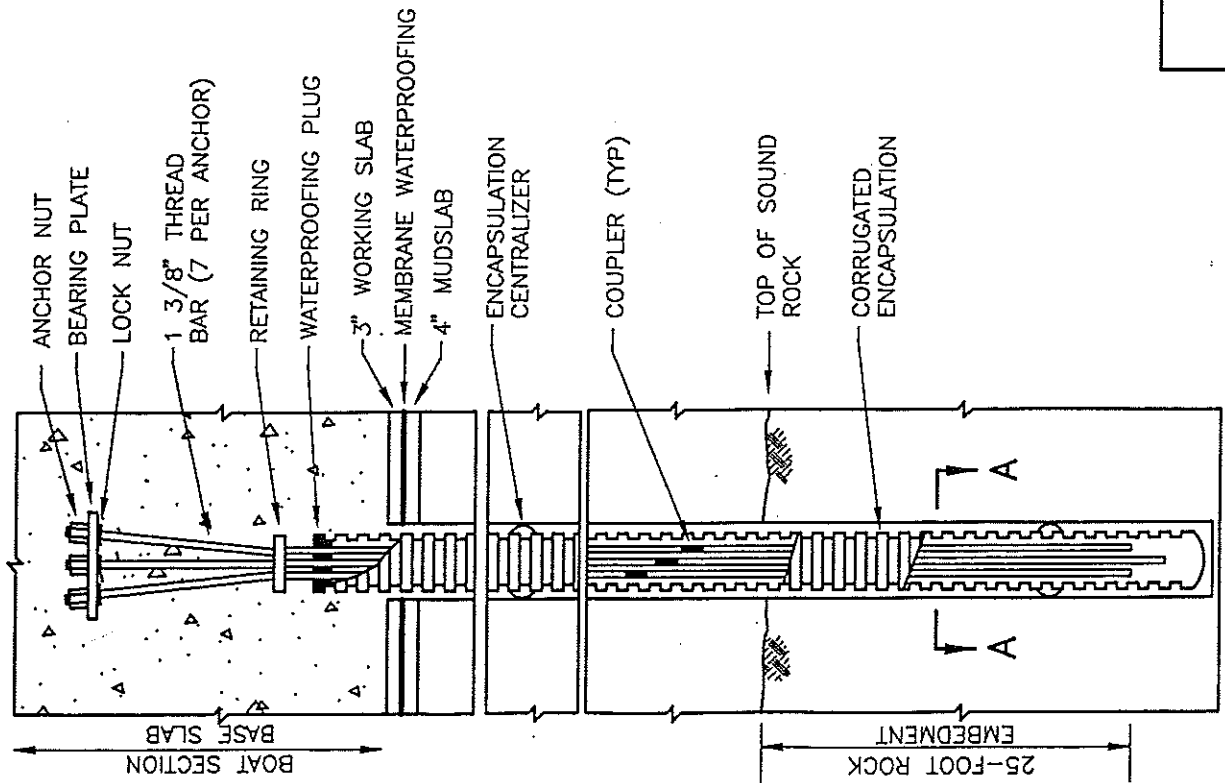 ANCHOR NUT
BEARING PLATE
LOCK NUT
1 3/8" THREAD
BAR (7 PER ANCHOR)
RETAINING RING
WATERPROOFING PLUG
3" WORKING SLAB
MEMBRANE WATERPROOFING
4" MUDSLAB
ENCAPSULATION
CENTRALIZER
COUPLER (TYP)
TOP OF SOUND
ROCK
CORRUGATED
ENCAPSULATION
A
A
BOAT SECTION
BASE SLAB
25-FOOT ROCK
EMBEDMENT